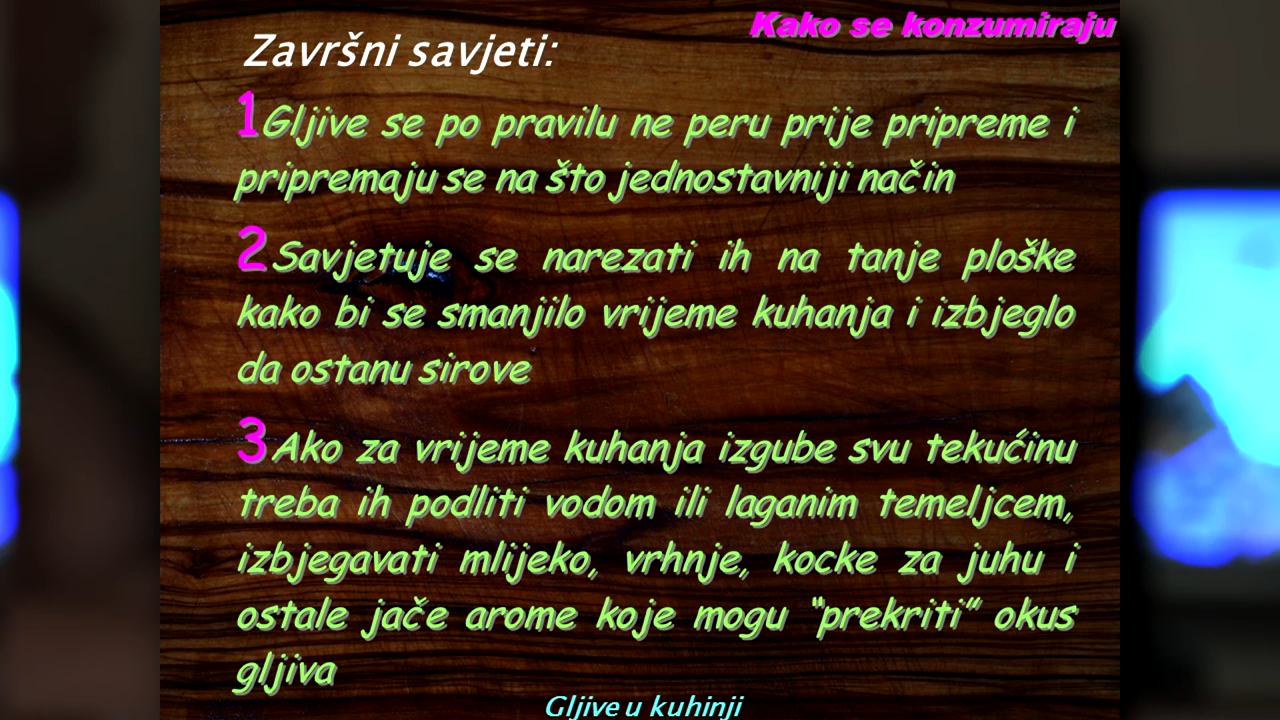 Kako se konzumiraju
Završni savjeti:
1Gljive se po pravilu ne peru prije pripreme i
pripremaju se na što jednostavniji način
2Savjetuje se narezati ih na tanje ploške
kako bi se smanjilo vrijeme kuhanja i izbjeglo
da ostanu sirove
3Ako za vrijeme kuhanja izgube svu tekućinu
treba ih podliti vodom ili laganim temeljcem,
izbjegavati mlijeko, vrhnje, kocke za juhu i
ostale jače arome koje mogu “prekriti” okus
gljiva
Gljive u kuhinji